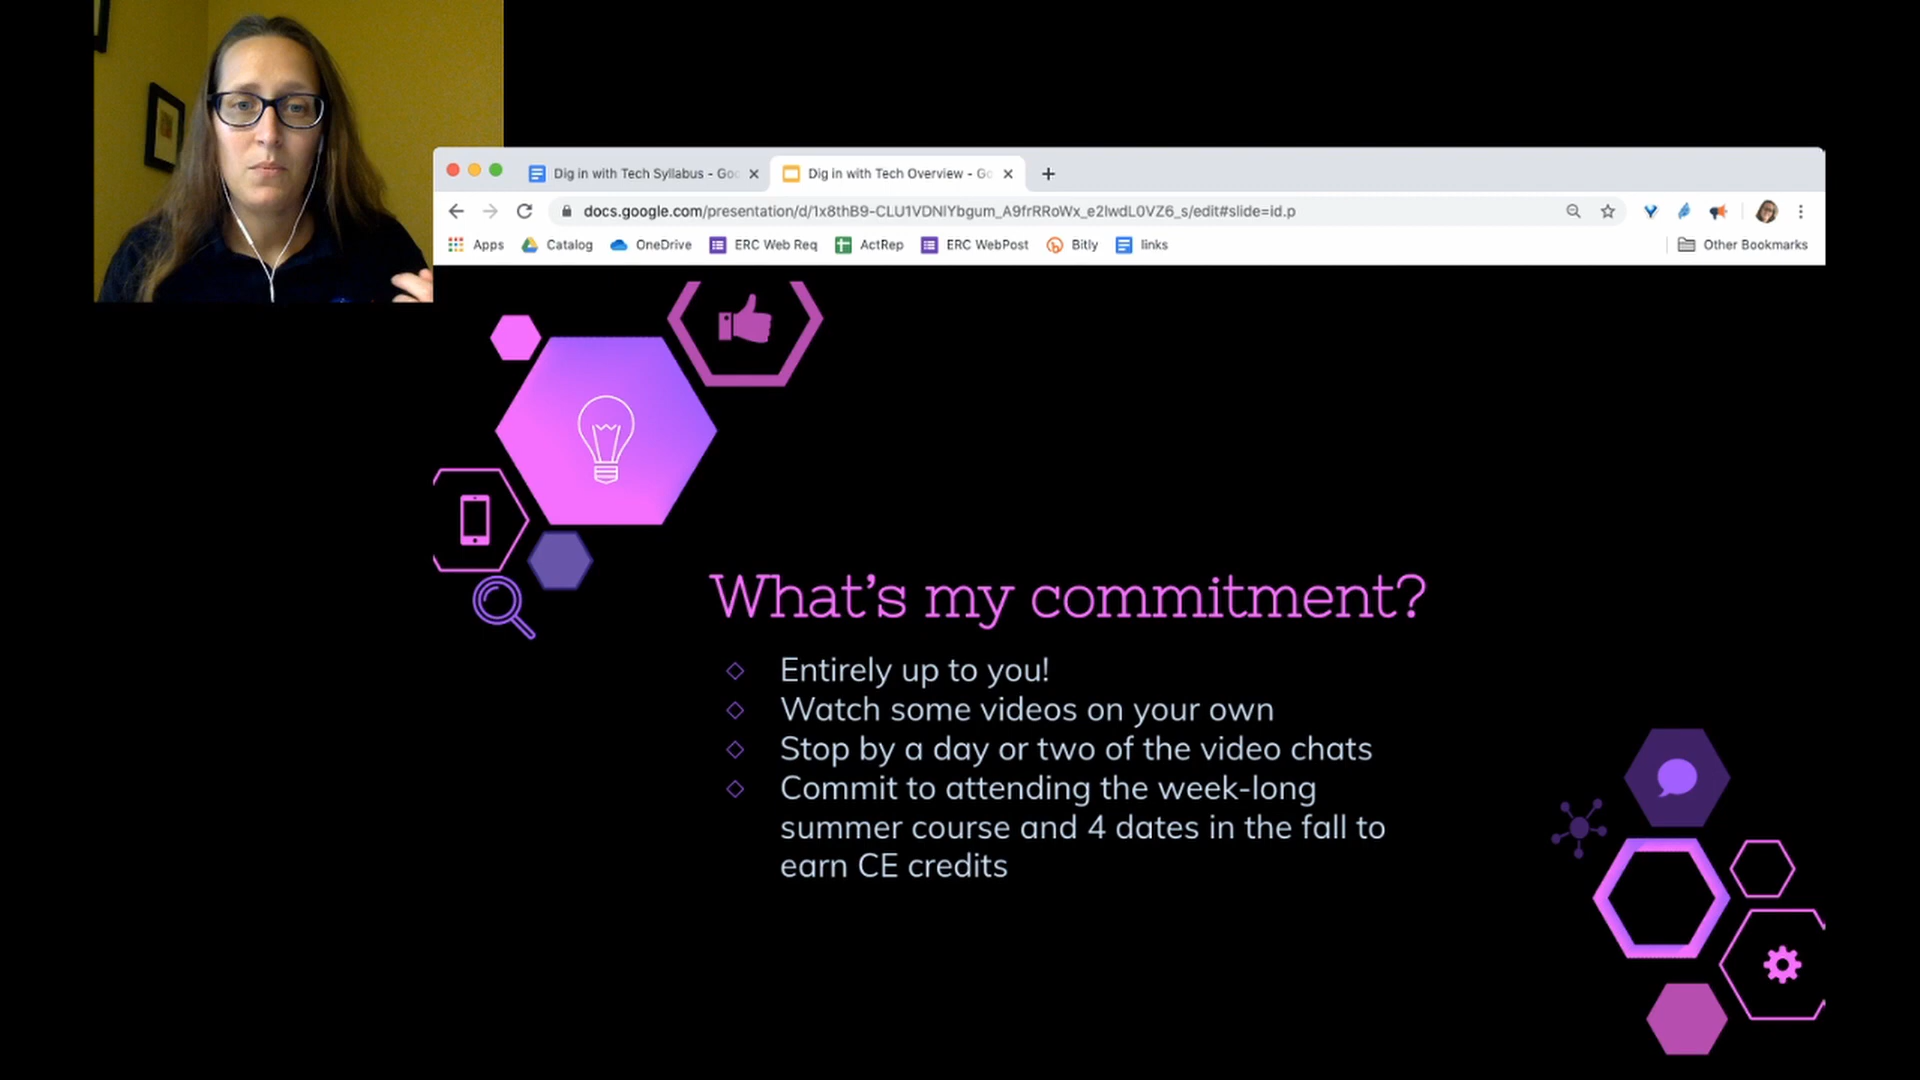 Dig in with Tech Syllabus - Goo
Dig in with Tech Overview - Go
docs.google.com/presentation/d/1x8thB9-CLU1VDNlYbgum_A9frRRoWx_e2lwdL0VZ6_s/edit#slide=id.p
Apps Catalog OneDrive ERC Web Req ActRep ERC WebPost Bitly links Other Bookmarks
What's my commitment?
Entirely up to you!
Watch some videos on your own
Stop by a day or two of the video chats
Commit to attending the week-long
summer course and 4 dates in the fall to
earn CE credits